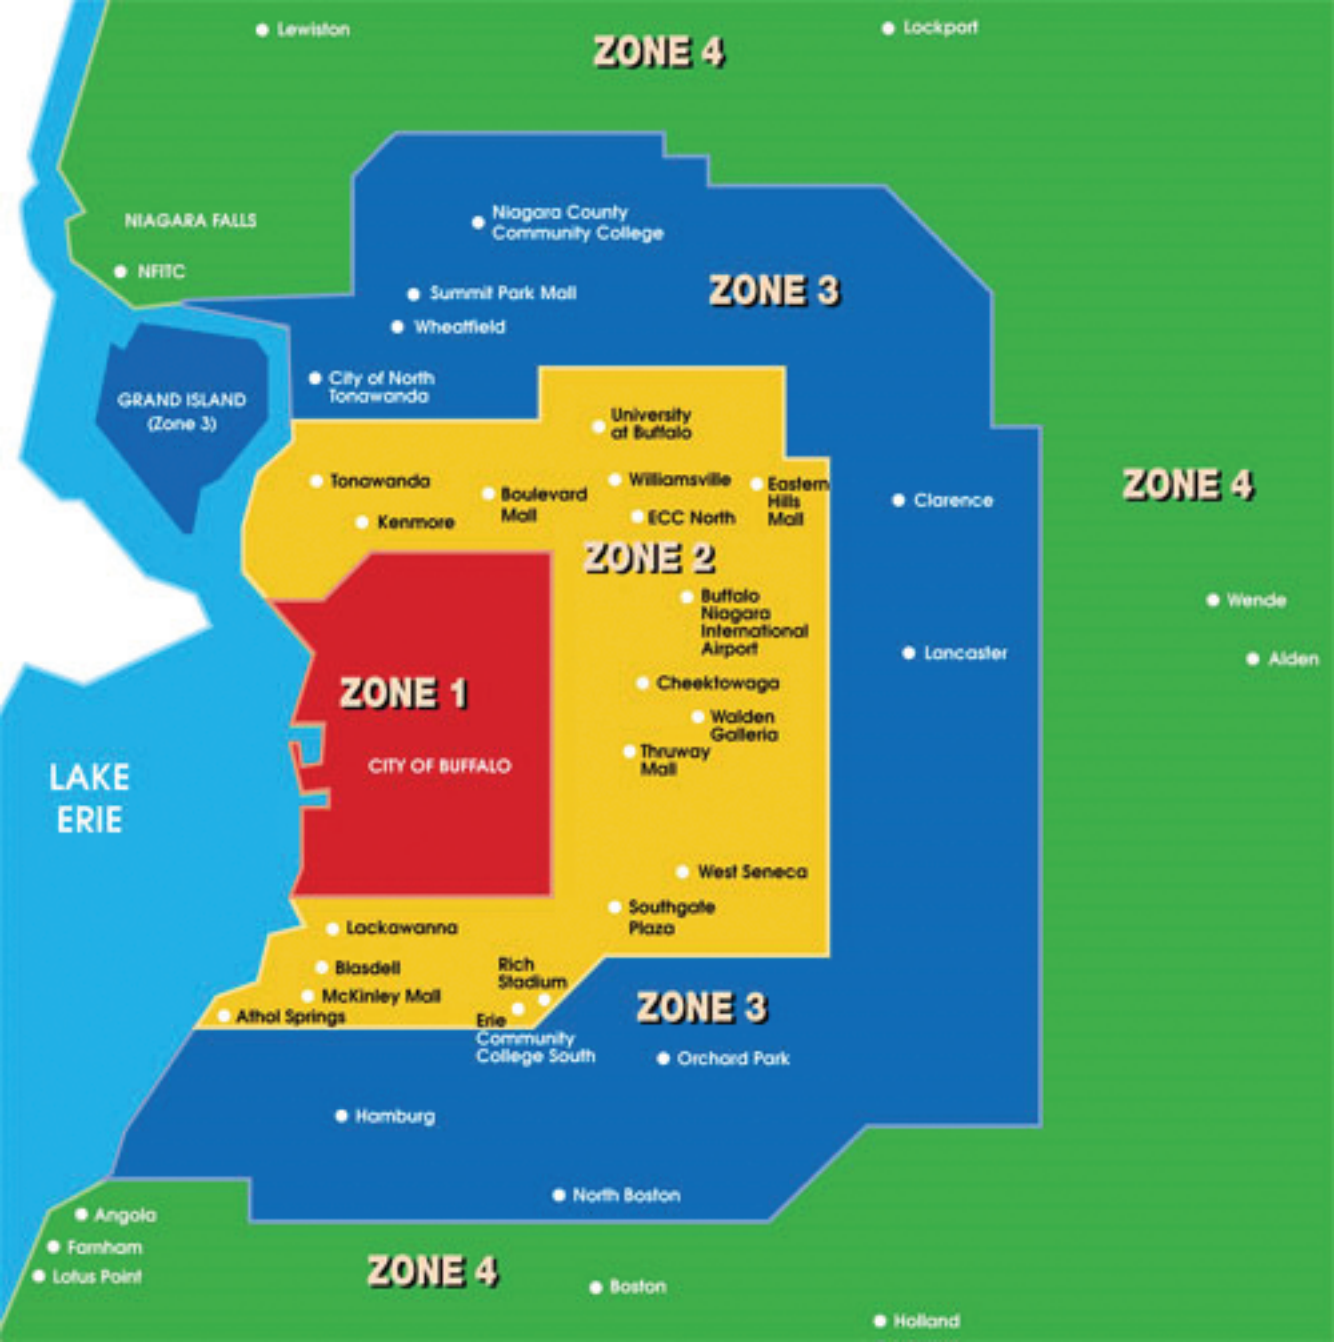 Lewiston
Lockport
ZONE 4
NIAGARA FALLS
NFITC
Niagara County
Community College
Summit Park Mall
ZONE 3
Wheatfield
City of North
Tonawanda
GRAND ISLAND
(Zone 3)
University
at Buffalo
Tonawanda
Boulevard
Mall
Williamsville
Eastern
Hills
Mall
Kenmore
ECC North
Clarence
ZONE 4
ZONE 2
Buffalo
Niagara
International
Airport
Wende
Lancaster
Alden
ZONE 1
Cheektowaga
Walden
Galleria
Thruway
Mall
CITY OF BUFFALO
LAKE
ERIE
West Seneca
Southgate
Plaza
Lackawanna
Blasdell
Rich
Stadium
McKinley Mall
Athol Springs
Erie
Community
College South
ZONE 3
Orchard Park
Hamburg
North Boston
Angola
Farnham
Lotus Point
ZONE 4
Boston
Holland